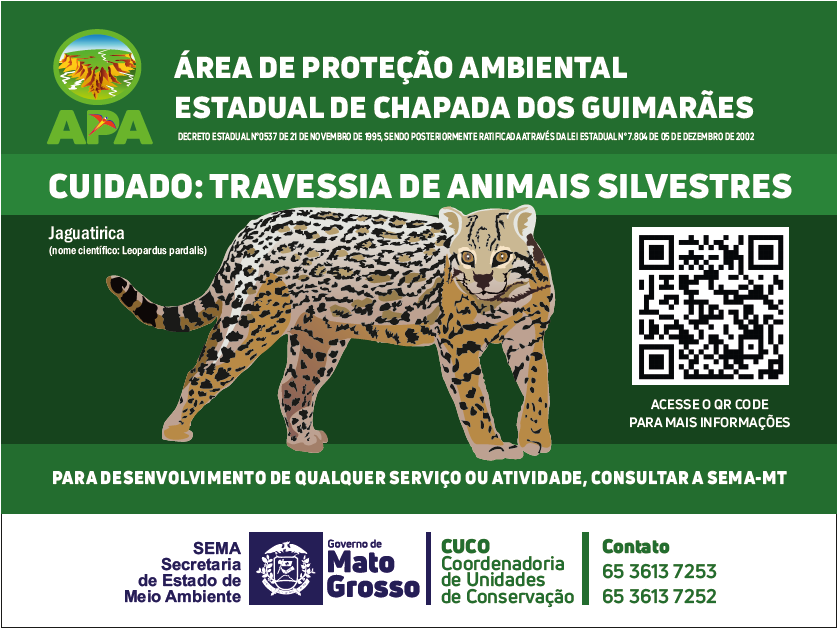 APA
ÁREA DE PROTEÇÃO AMBIENTAL
ESTADUAL DE CHAPADA DOS GUIMARÃES
DECRETO ESTADUAL Nº0537 DE 21 DE NOVEMBRO DE 1995, SENDO POSTERIORMENTE RATIFICADA ATRAVÉS DA LEI ESTADUAL N° 7.804 DE 05 DE DEZEMBRO DE 2002
CUIDADO: TRAVESSIA DE ANIMAIS SILVESTRES
Jaguatirica
(nome científico: Leopardus pardalis)
ACESSE O QR CODE
PARA MAIS INFORMAÇÕES
PARA DESENVOLVIMENTO DE QUALQUER SERVIÇO OU ATIVIDADE, CONSULTAR A SEMA-MT
SEMA
Secretaria
de Estado de
Meio Ambiente
Governo de
Mato
Grosso
CUCO
Coordenadoria
de Unidades
de Conservação
Contato
65 3613 7253
65 3613 7252